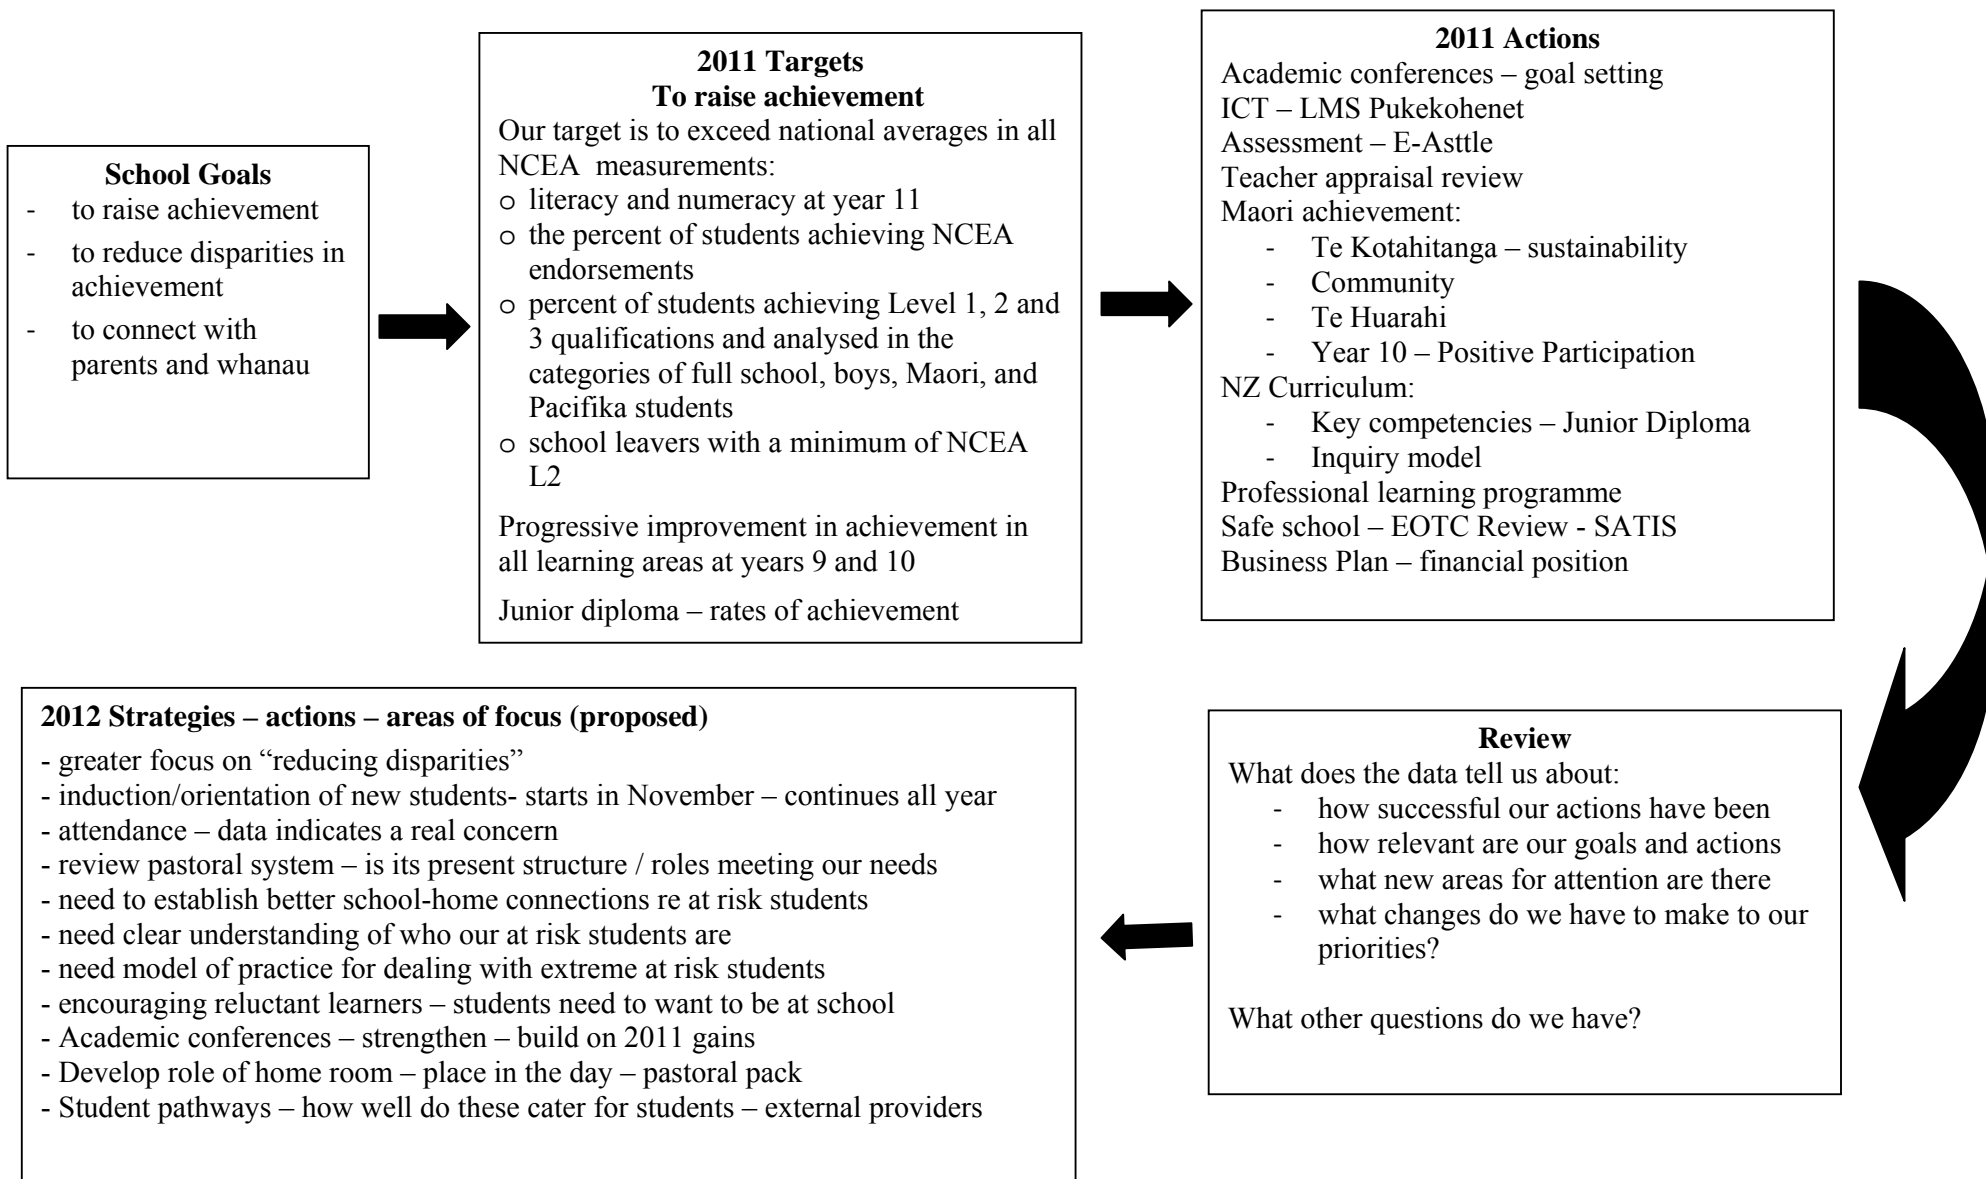 School Goals
- to raise achievement
- to reduce disparities in
achievement
- to connect with
parents and whanau
2011 Targets
To raise achievement
Our target is to exceed national averages in all
NCEA measurements:
o literacy and numeracy at year 11
o the percent of students achieving NCEA
endorsements
o percent of students achieving Level 1, 2 and
3 qualifications and analysed in the
categories of full school, boys, Maori, and
Pacifika students
o school leavers with a minimum of NCEA
L2
Progressive improvement in achievement in
all learning areas at years 9 and 10
Junior diploma – rates of achievement
2011 Actions
Academic conferences – goal setting
ICT – LMS Pukekohenet
Assessment – E-Asttle
Teacher appraisal review
Maori achievement:
- Te Kotahitanga – sustainability
- Community
- Te Huarahi
- Year 10 – Positive Participation
NZ Curriculum:
- Key competencies – Junior Diploma
- Inquiry model
Professional learning programme
Safe school – EOTC Review - SATIS
Business Plan – financial position
Review
What does the data tell us about:
- how successful our actions have been
- how relevant are our goals and actions
- what new areas for attention are there
- what changes do we have to make to our
priorities?
What other questions do we have?
2012 Strategies – actions – areas of focus (proposed)
- greater focus on “reducing disparities”
- induction/orientation of new students- starts in November – continues all year
- attendance – data indicates a real concern
- review pastoral system – is its present structure / roles meeting our needs
- need to establish better school-home connections re at risk students
- need clear understanding of who our at risk students are
- need model of practice for dealing with extreme at risk students
- encouraging reluctant learners – students need to want to be at school
- Academic conferences – strengthen – build on 2011 gains
- Develop role of home room – place in the day – pastoral pack
- Student pathways – how well do these cater for students – external providers